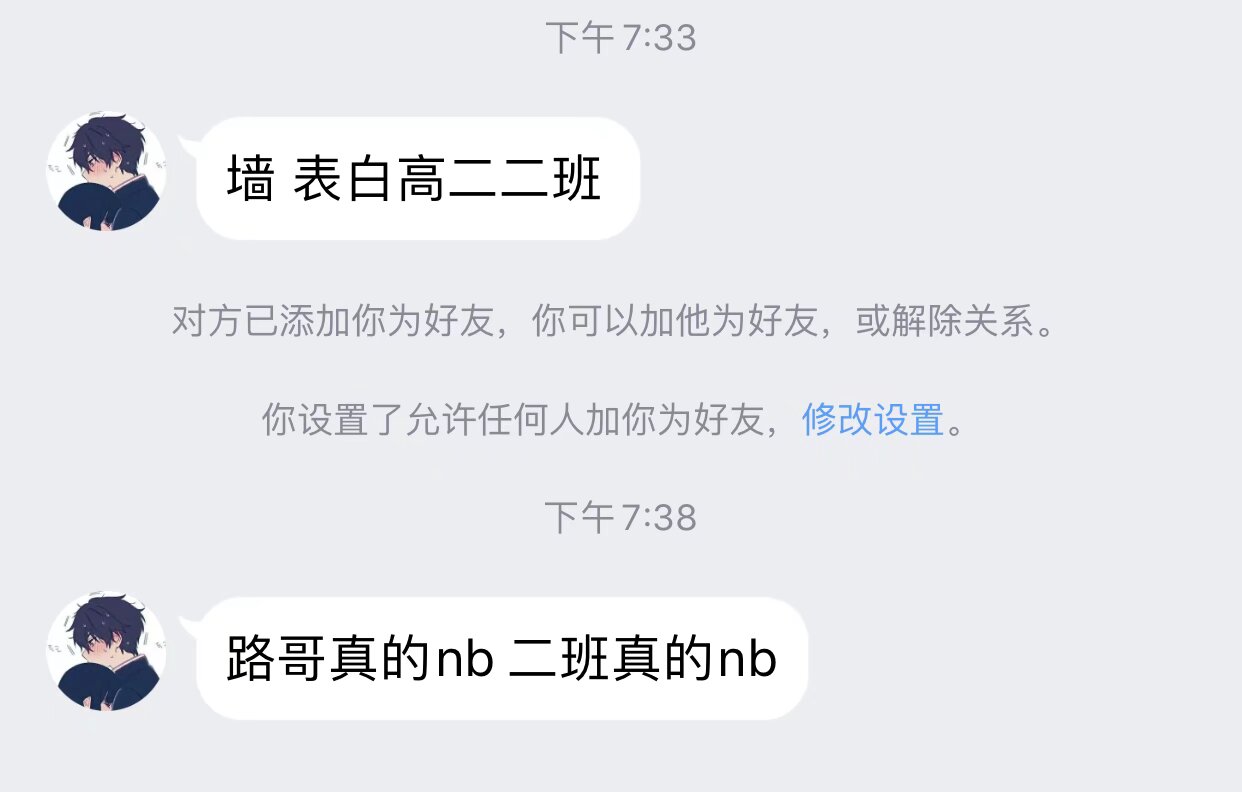 下午7:33
墙 表白高二二班
对方已添加你为好友，你可以加他为好友，或解除关系。
你设置了允许任何人加你为好友，修改设置。
下午7:38
路哥真的nb 二班真的nb